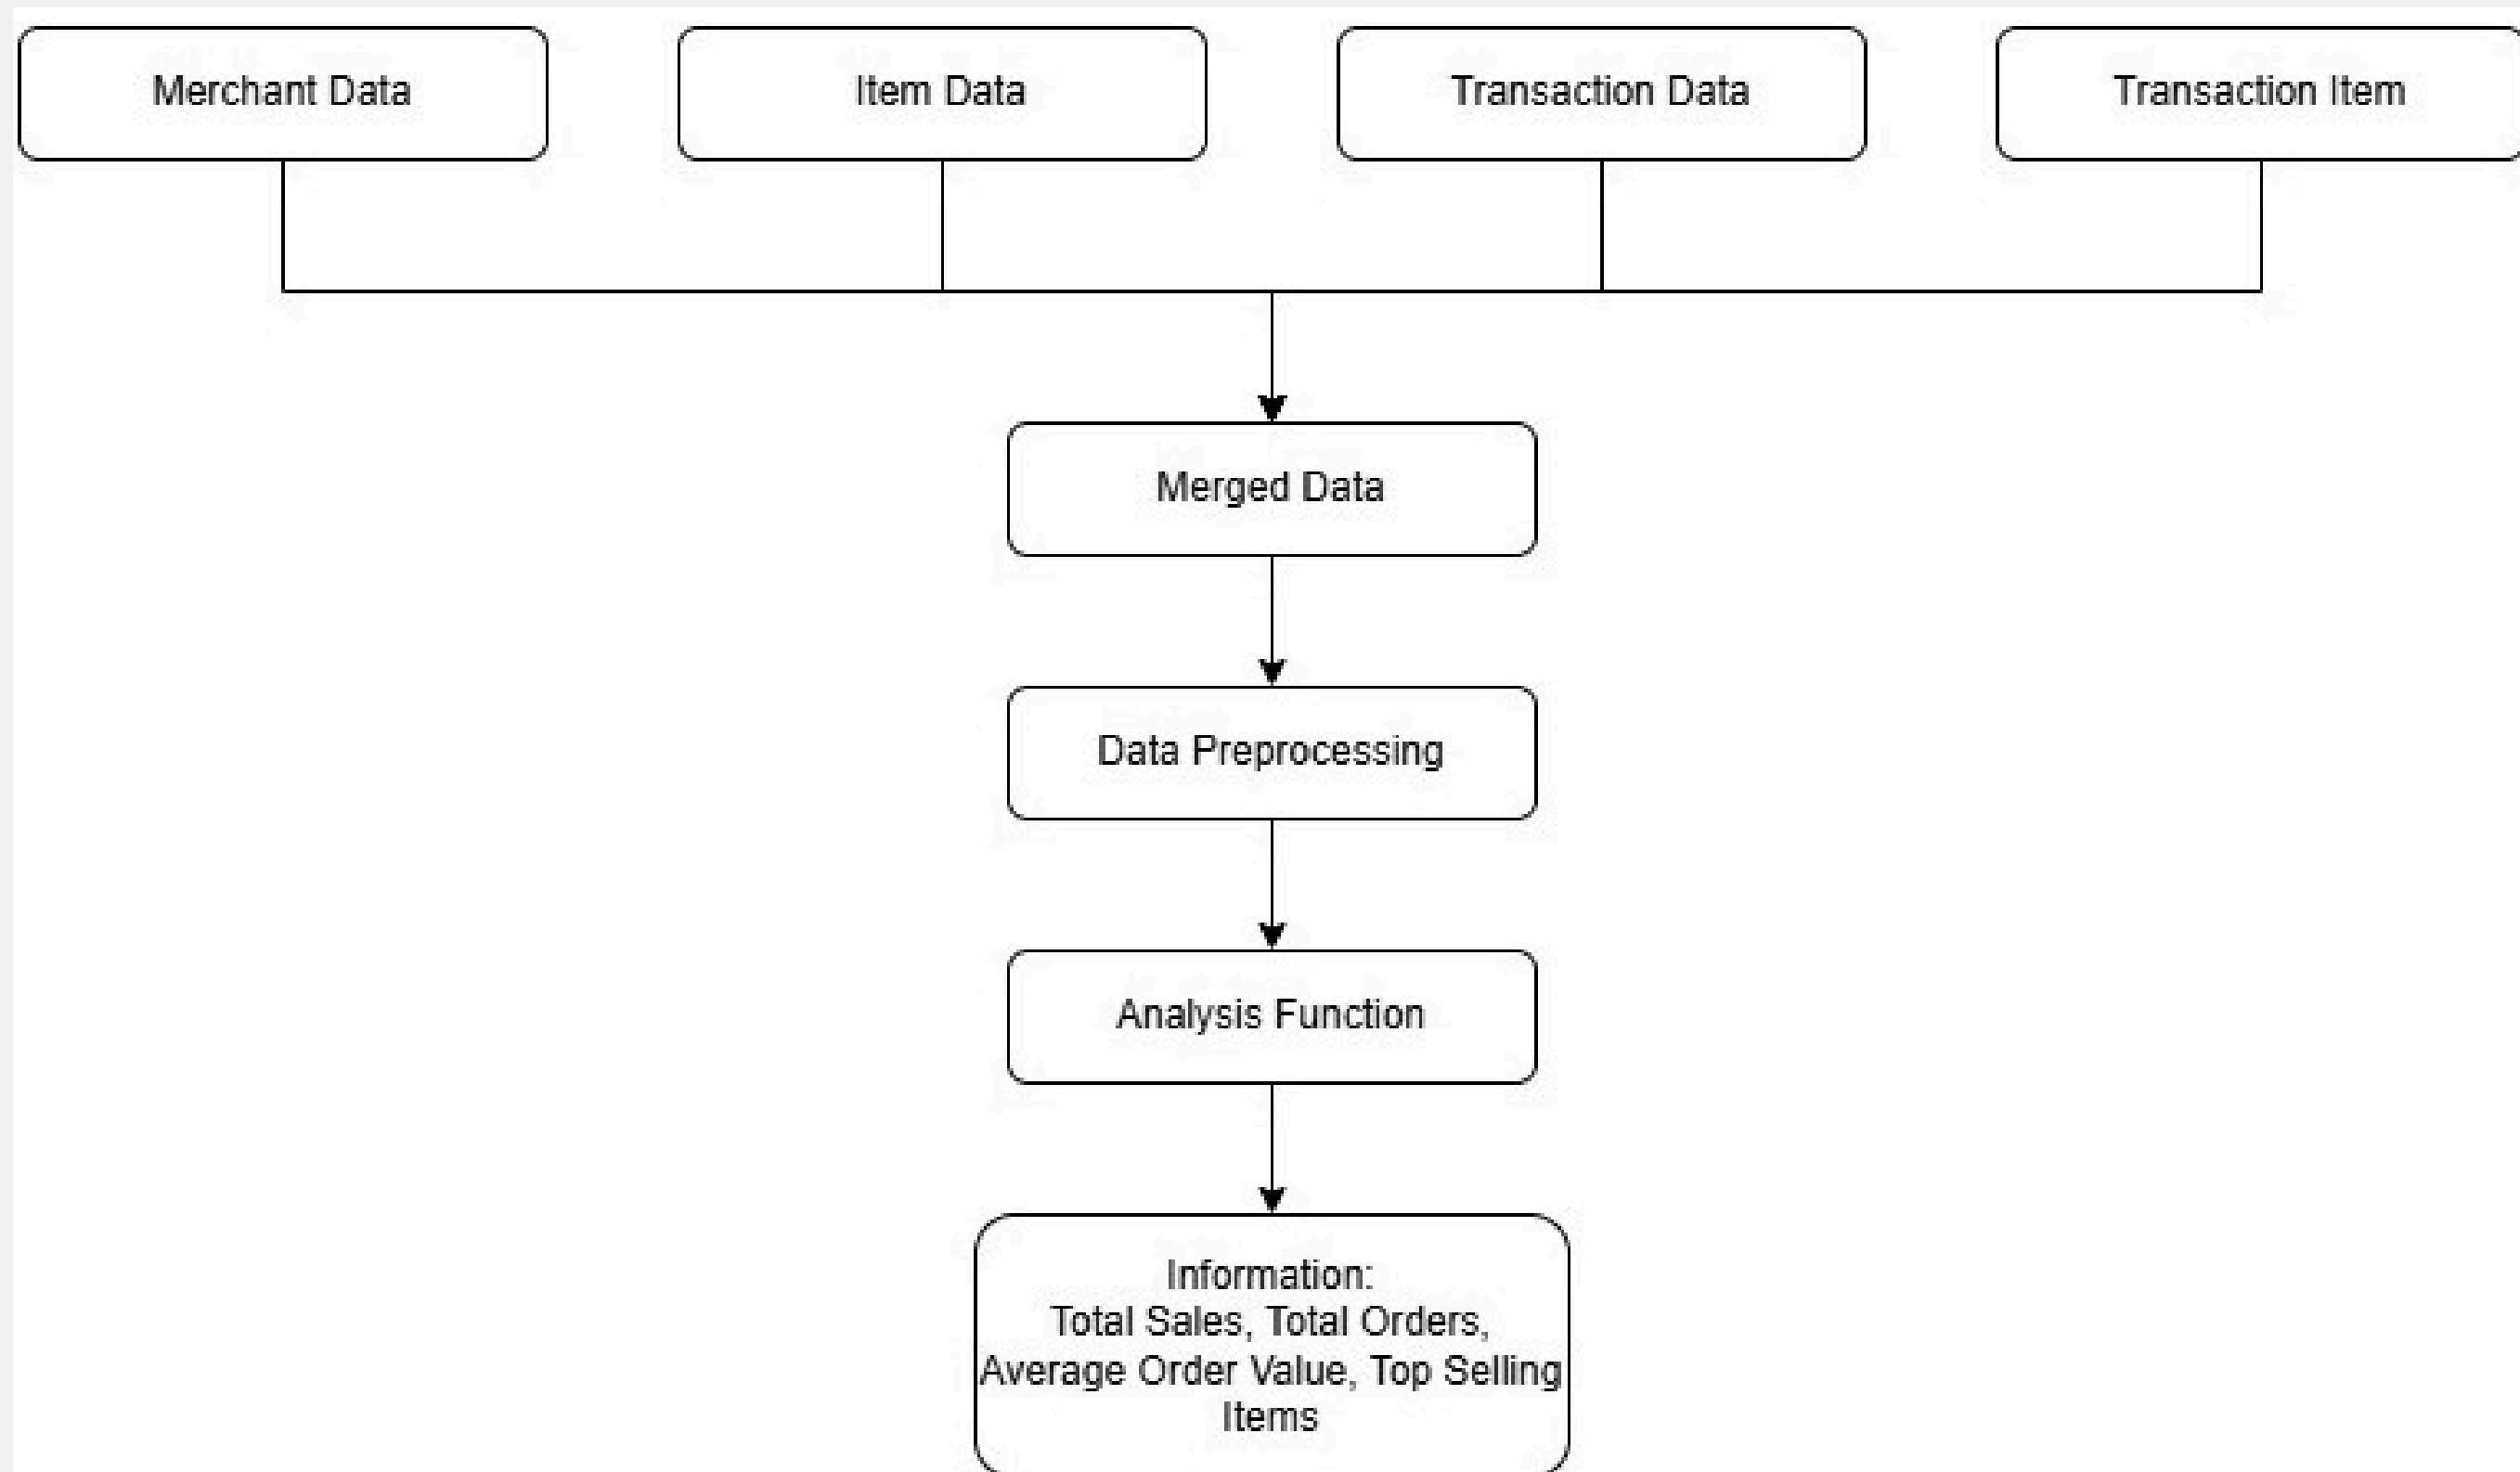 Merchant Data
Item Data
Transaction Data
Transaction Item
Merged Data
Data Preprocessing
Analysis Function
Information:
Total Sales, Total Orders,
Average Order Value, Top Selling
Items